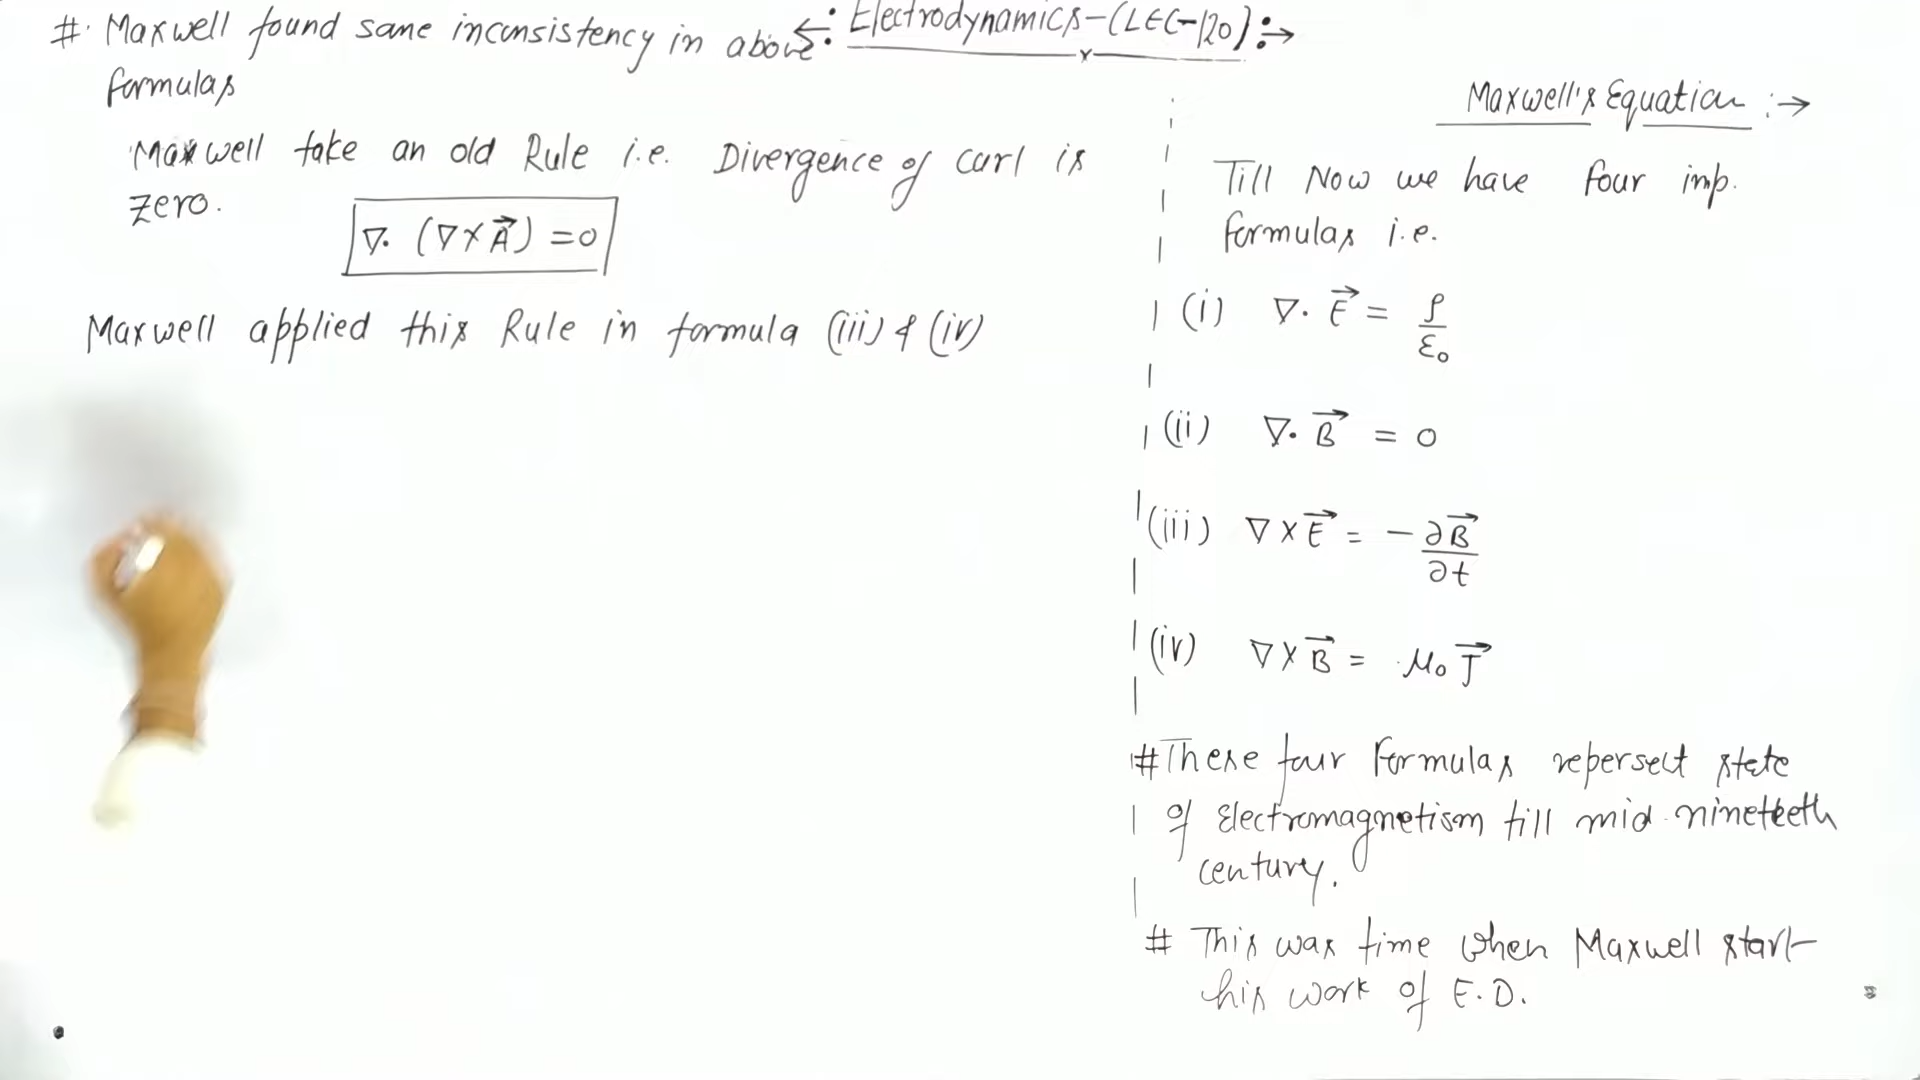 ←: Electrodynamics-(LEC-120):→
Maxwell's Equation :→
Till Now we have four imp.
formulas i.e.
(i) ∇. E⃗ = ρ/ε₀
(ii) ∇. B⃗ = 0
(iii) ∇×E⃗ = -∂B⃗/∂t
(iv) ∇×B⃗ = μ₀ J⃗
# These four formulas repersect state
of Electromagnetism till mid nineteeth
century.
# This was time when Maxwell start
his work of E.D.
#. Maxwell found some inconsistency in above
formulas
Maxwell take an old Rule i.e. Divergence of curl is
zero.
∇. (∇×A⃗) = 0
Maxwell applied this Rule in formula (iii) & (iv)